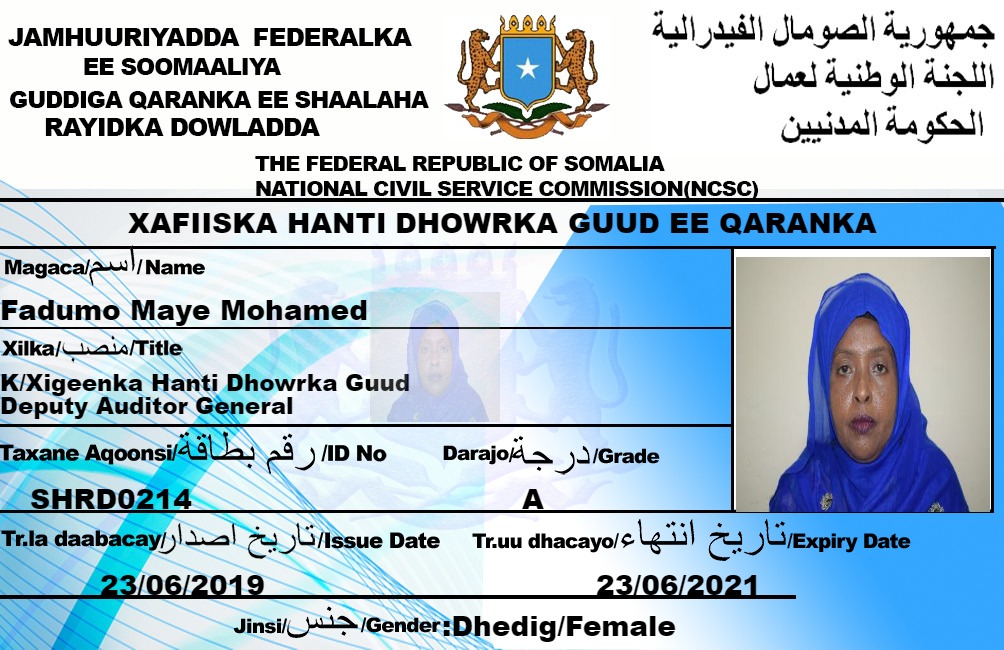 JAMHUURIYADDA FEDERALKA
EE SOOMAALIYA
GUDDIGA QARANKA EE SHAALAHA
RAYIDKA DOWLADDA
جمهورية الصومال الفيدرالية
اللجنة الوطنية لعمال
الحكومة المدنيين
THE FEDERAL REPUBLIC OF SOMALIA
NATIONAL CIVIL SERVICE COMMISSION(NCSC)
XAFIISKA HANTI DHOWRKA GUUD EE QARANKA
Magaca/اسم/Name
Fadumo Maye Mohamed
Xilka/منصب/Title
K/Xigeenka Hanti Dhowrka Guud
Deputy Auditor General
Taxane Aqoonsi/رقم بطاقة/ID No
SHRD0214
Darajo/درجة/Grade
A
Tr.la daabacay/تاريخ اصدار/Issue Date
23/06/2019
Tr.uu dhacayo/تاريخ انتهاء/Expiry Date
23/06/2021
Jinsi/جنس/Gender:Dhedig/Female